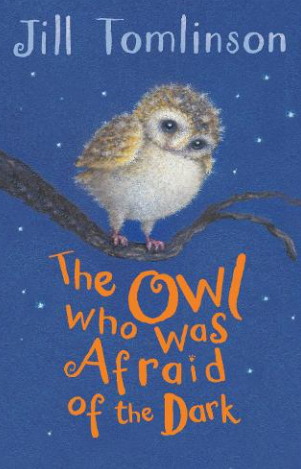 Jill Tomlinson
The Owl
who was
Afraid
of the Dark